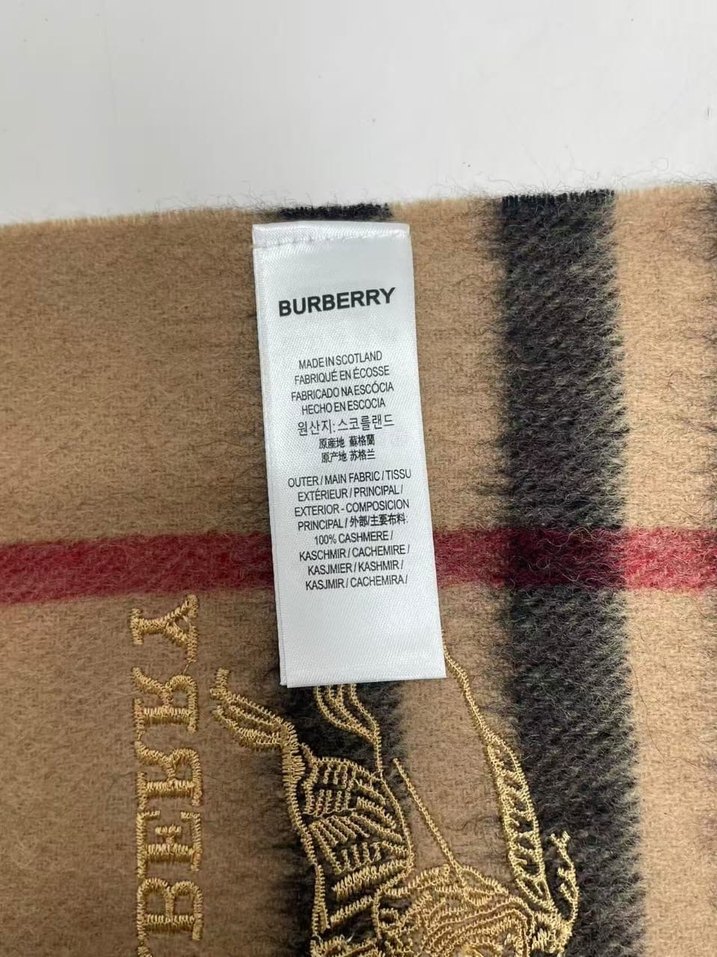 BURBERRY
MADE IN SCOTLAND
FABRIQUÉ EN ÉCOSSE
FABRICADO NA ESCÓCIA
HECHO EN ESCOCIA
원산지: 스코틀랜드
原産地 蘇格蘭
原产地 苏格兰
OUTER / MAIN FABRIC / TISSU
EXTÉRIEUR / PRINCIPAL /
EXTERIOR - COMPOSICION
PRINCIPAL / 外部/主要布料:
100% CASHMERE /
KASCHMIR / CACHEMIRE /
KASJMIER / KASHMIR /
KASJMIR / CACHEMIRA /
BERRY